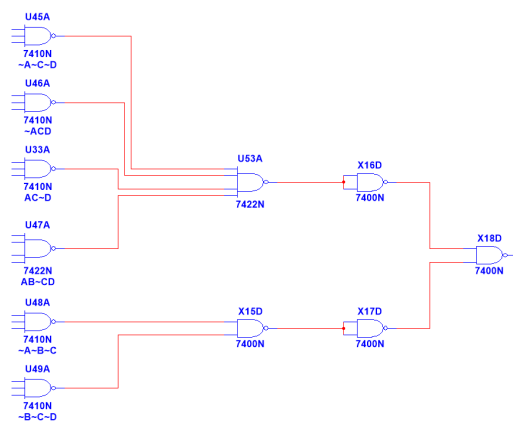 U45A
7410N
~A~C~D
U46A
7410N
~ACD
U33A
7410N
AC~D
U47A
7422N
AB~CD
U48A
7410N
~A~B~C
U49A
7410N
~B~C~D
U53A
7422N
X15D
7400N
X16D
7400N
X17D
7400N
X18D
7400N